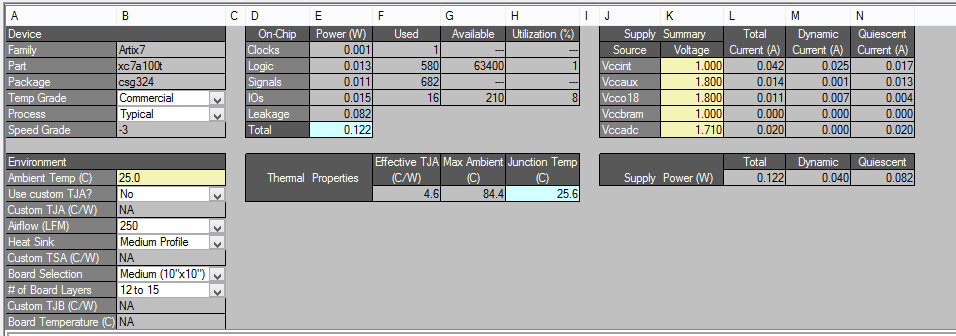 A B C D E F G H I J K L M N
Device On-Chip Power (W) Used Available Utilization (%) Supply Summary Total Dynamic Quiescent
Family Artix7 Clocks 0.001 1 --- --- Source Voltage Current (A) Current (A) Current (A)
Part xc7a100t Logic 0.013 580 63400 1 Vccint 1.000 0.042 0.025 0.017
Package csg324 Signals 0.011 682 --- --- Vccaux 1.800 0.014 0.001 0.013
Temp Grade Commercial IOs 0.015 16 210 8 Vcco18 1.800 0.011 0.007 0.004
Process Typical Leakage 0.082 Vccbram 1.000 0.000 0.000 0.000
Speed Grade -3 Total 0.122 Vccadc 1.710 0.020 0.000 0.020
Environment Effective TJA Max Ambient Junction Temp Total Dynamic Quiescent
Ambient Temp (C) 25.0 Thermal Properties (C/W) (C) (C) Supply Power (W) 0.122 0.040 0.082
Use custom TJA? No 4.6 84.4 25.6
Custom TJA (C/W) NA
Airflow (LFM) 250
Heat Sink Medium Profile
Custom TSA (C/W) NA
Board Selection Medium (10"x10")
# of Board Layers 12 to 15
Custom TJB (C/W) NA
Board Temperature (C) NA